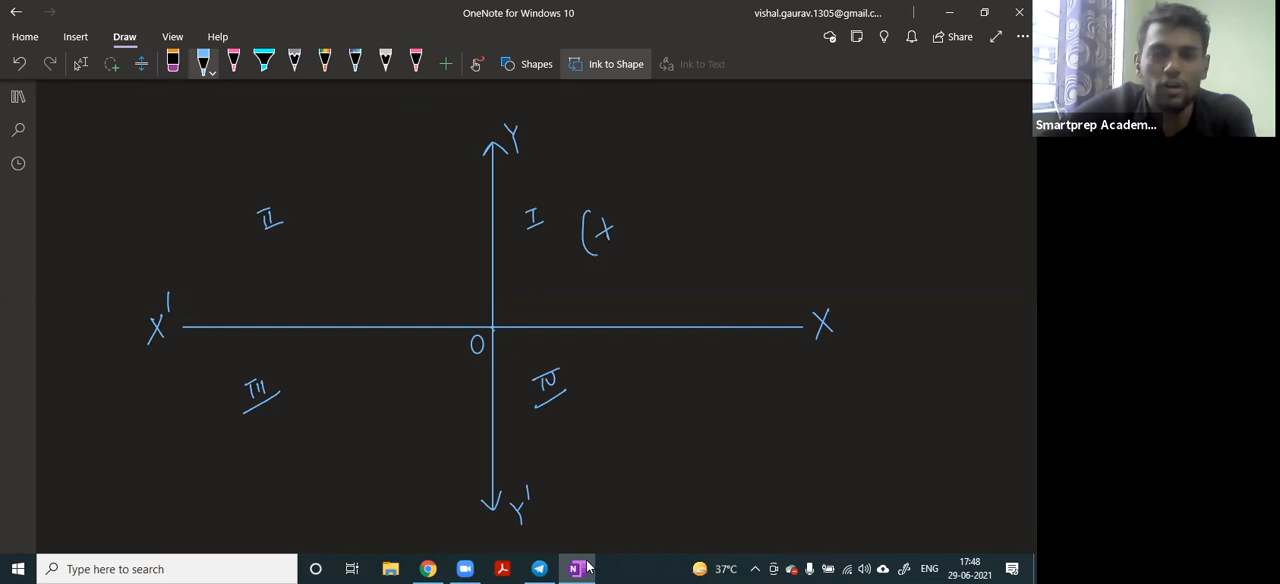 OneNote for Windows 10
vishal.gaurav.1305@gmail.c...
Home Insert Draw View Help
Share
Shapes
Ink to Shape
Ink to Text
Smartprep Academ...
Y
II
I (x
X'
O
X
III
IV
Y'
Type here to search
37°C
ENG
17:48
29-06-2021